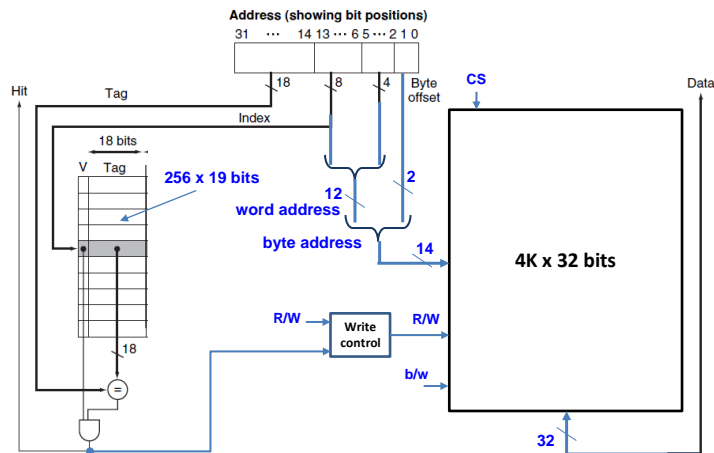 Address (showing bit positions)
31 ··· 14 13 ··· 6 5 ··· 2 1 0
18 8 4 Byte
offset
Hit
Tag
CS
Data
Index
18 bits
V Tag
256 x 19 bits
12
2
word address
byte address
14
4K x 32 bits
R/W
Write
control
R/W
18
=
b/w
32